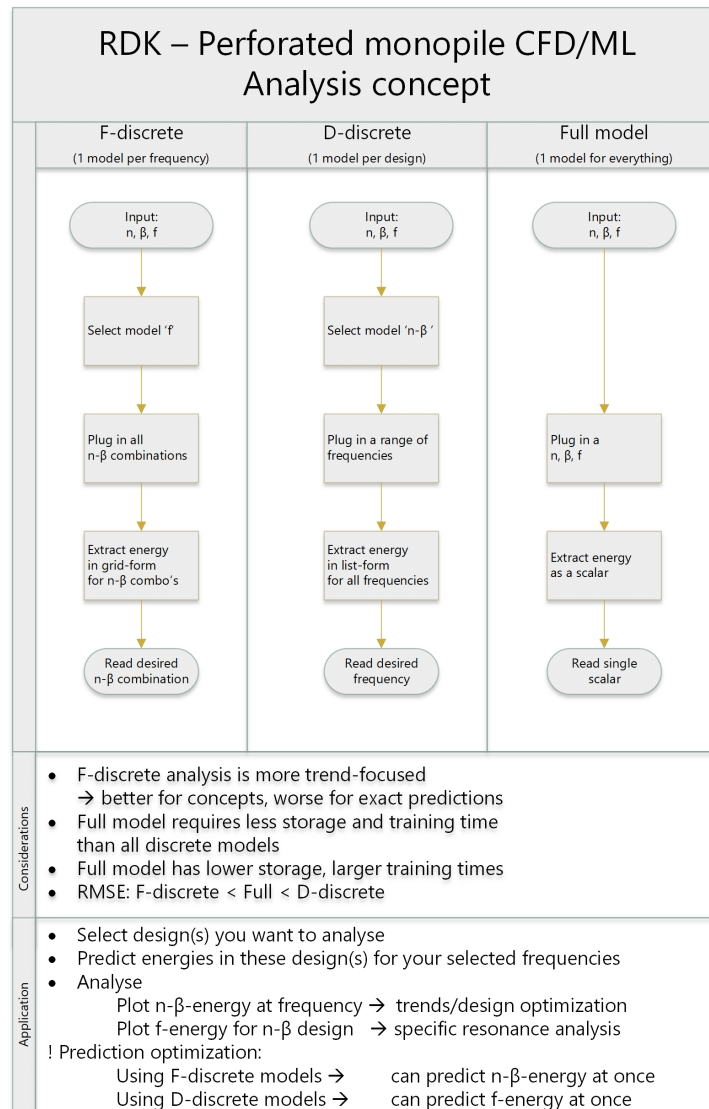 RDK – Perforated monopile CFD/ML
Analysis concept
F-discrete
(1 model per frequency)
D-discrete
(1 model per design)
Full model
(1 model for everything)
Input:
n, β, f
Select model ‘f’
Plug in all
n-β combinations
Extract energy
in grid-form
for n-β combo’s
Read desired
n-β combination
Input:
n, β, f
Select model ‘n-β ’
Plug in a range of
frequencies
Extract energy
in list-form
for all frequencies
Read desired
frequency
Input:
n, β, f
Plug in a
n, β, f
Extract energy
as a scalar
Read single
scalar
Considerations
• F-discrete analysis is more trend-focused
→ better for concepts, worse for exact predictions
• Full model requires less storage and training time
than all discrete models
• Full model has lower storage, larger training times
• RMSE: F-discrete < Full < D-discrete
Application
• Select design(s) you want to analyse
• Predict energies in these design(s) for your selected frequencies
• Analyse
Plot n-β-energy at frequency → trends/design optimization
Plot f-energy for n-β design → specific resonance analysis
! Prediction optimization:
Using F-discrete models → can predict n-β-energy at once
Using D-discrete models → can predict f-energy at once